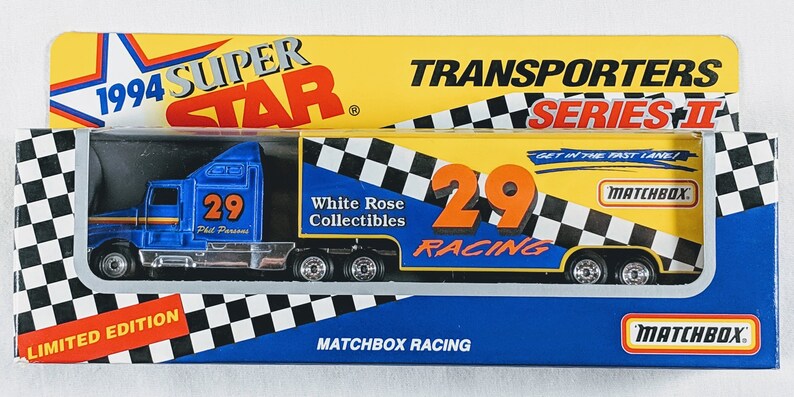 1994 SUPER
STAR®
TRANSPORTERS
SERIES II
GET IN THE FAST LANE!
MATCHBOX
29
Phil Parsons
White Rose
Collectibles
29
RACING
LIMITED EDITION
MATCHBOX RACING
MATCHBOX®